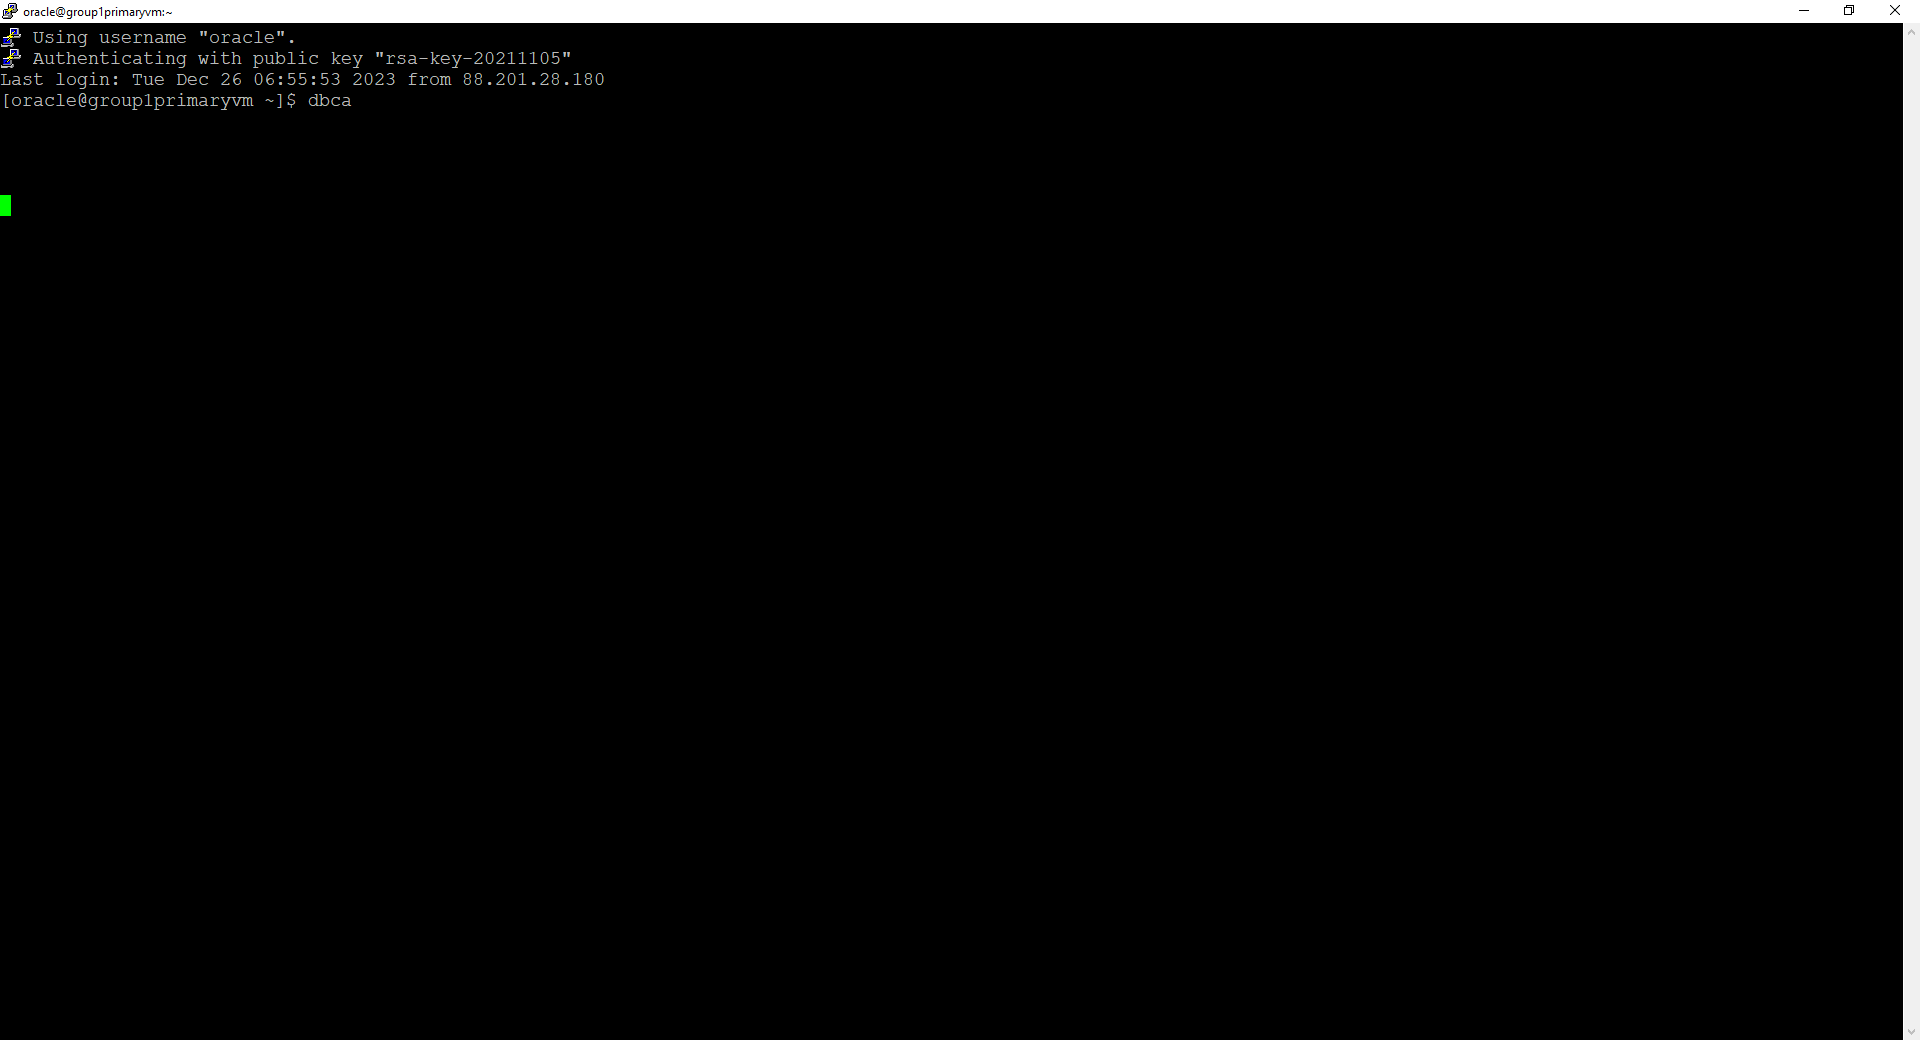 oracle@group1primaryvm:~
Using username "oracle".
Authenticating with public key "rsa-key-20211105"
Last login: Tue Dec 26 06:55:53 2023 from 88.201.28.180
[oracle@group1primaryvm ~]$ dbca